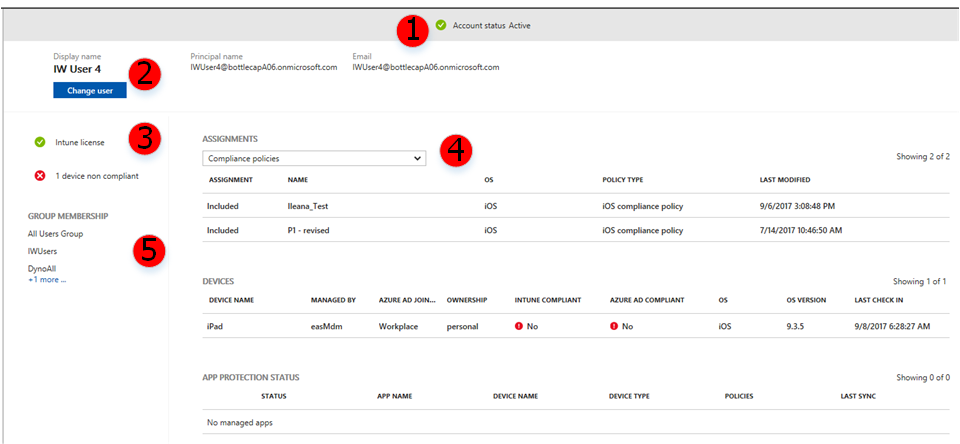 1
Account status Active
Display name
IW User 4
Change user
2
Principal name
IWUser4@bottlecapA06.onmicrosoft.com
Email
IWUser4@bottlecapA06.onmicrosoft.com
Intune license
3
1 device non compliant
GROUP MEMBERSHIP
All Users Group
IWUsers
DynoAll
+1 more ...
5
ASSIGNMENTS
Compliance policies
4
Showing 2 of 2
ASSIGNMENT NAME OS POLICY TYPE LAST MODIFIED
Included Ileana_Test iOS iOS compliance policy 9/6/2017 3:08:48 PM
Included P1 - revised iOS iOS compliance policy 7/14/2017 10:46:50 AM
DEVICES
Showing 1 of 1
DEVICE NAME MANAGED BY AZURE AD JOIN... OWNERSHIP INTUNE COMPLIANT AZURE AD COMPLIANT OS OS VERSION LAST CHECK IN
iPad easMdm Workplace personal No No iOS 9.3.5 9/8/2017 6:28:27 AM
APP PROTECTION STATUS
Showing 0 of 0
STATUS APP NAME DEVICE NAME DEVICE TYPE POLICIES LAST SYNC
No managed apps